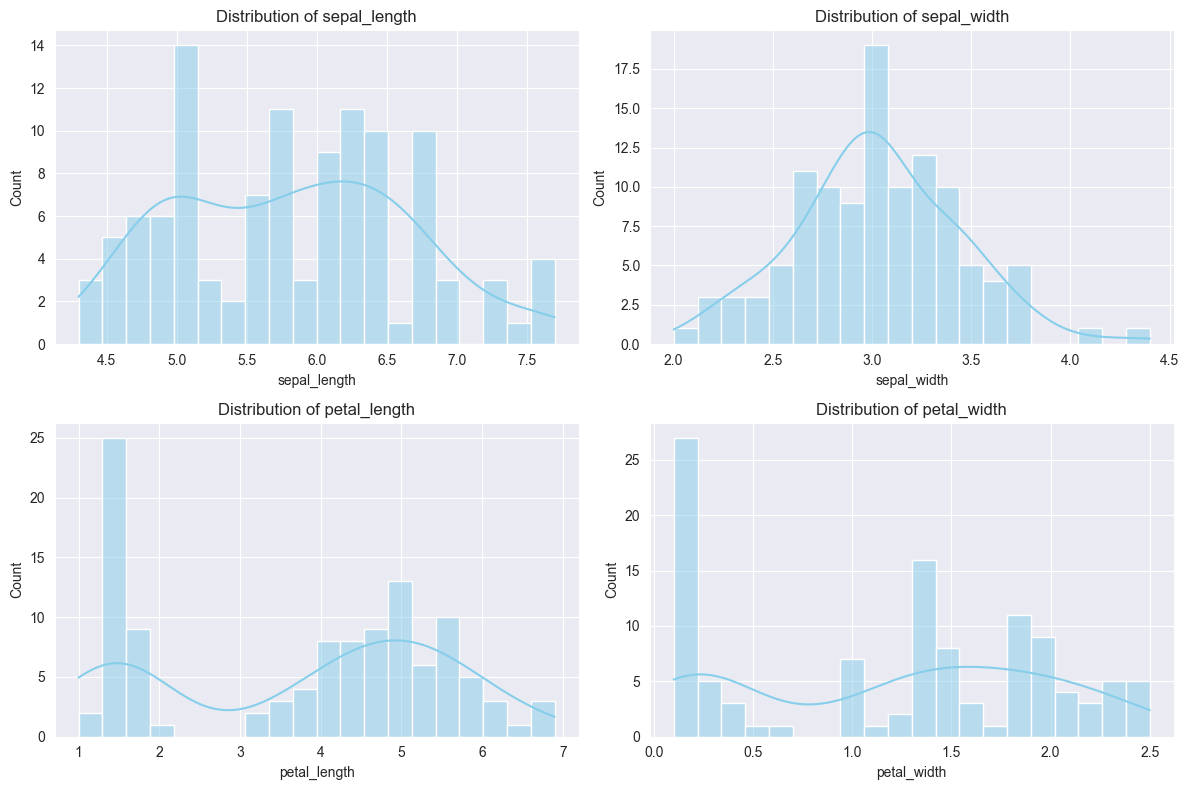 Distribution of sepal_length
14
12
10
8
6
4
2
0
Count
4.5 5.0 5.5 6.0 6.5 7.0 7.5
sepal_length
Distribution of sepal_width
17.5
15.0
12.5
10.0
7.5
5.0
2.5
0.0
Count
2.0 2.5 3.0 3.5 4.0 4.5
sepal_width
Distribution of petal_length
25
20
15
10
5
0
Count
1 2 3 4 5 6 7
petal_length
Distribution of petal_width
25
20
15
10
5
0
Count
0.0 0.5 1.0 1.5 2.0 2.5
petal_width